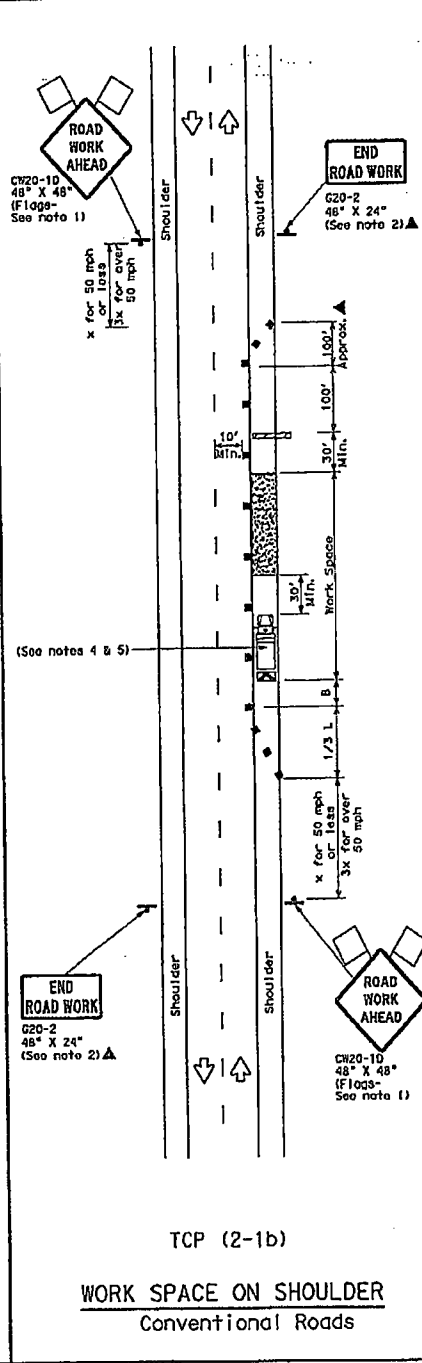 ROAD
WORK
AHEAD
CW20-1D
48" X 48"
(Flags-
See note 1)
Shoulder
Shoulder
END
ROAD WORK
G20-2
48" X 24"
(See note 2)▲
x for 50 mph
or less
3x for over
50 mph
100'
Approx.
100'
30'
Min.
10'
Min.
Work Space
30'
Min.
(See notes 4 & 5)
B
1/3 L
x for 50 mph
or less
3x for over
50 mph
END
ROAD WORK
G20-2
48" X 24"
(See note 2)▲
Shoulder
Shoulder
ROAD
WORK
AHEAD
CW20-1D
48" X 48"
(Flags-
See note 1)
TCP (2-1b)
WORK SPACE ON SHOULDER
Conventional Roads